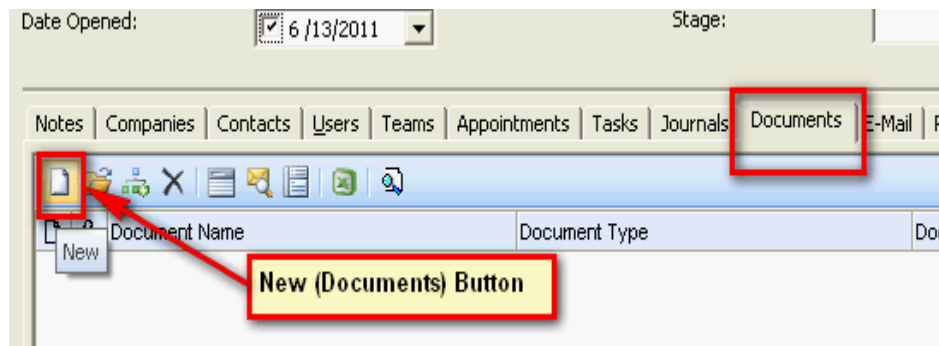 Date Opened: 6 /13/2011 Stage:
Notes Companies Contacts Users Teams Appointments Tasks Journals Documents E-Mail
Document Name Document Type
New
New (Documents) Button